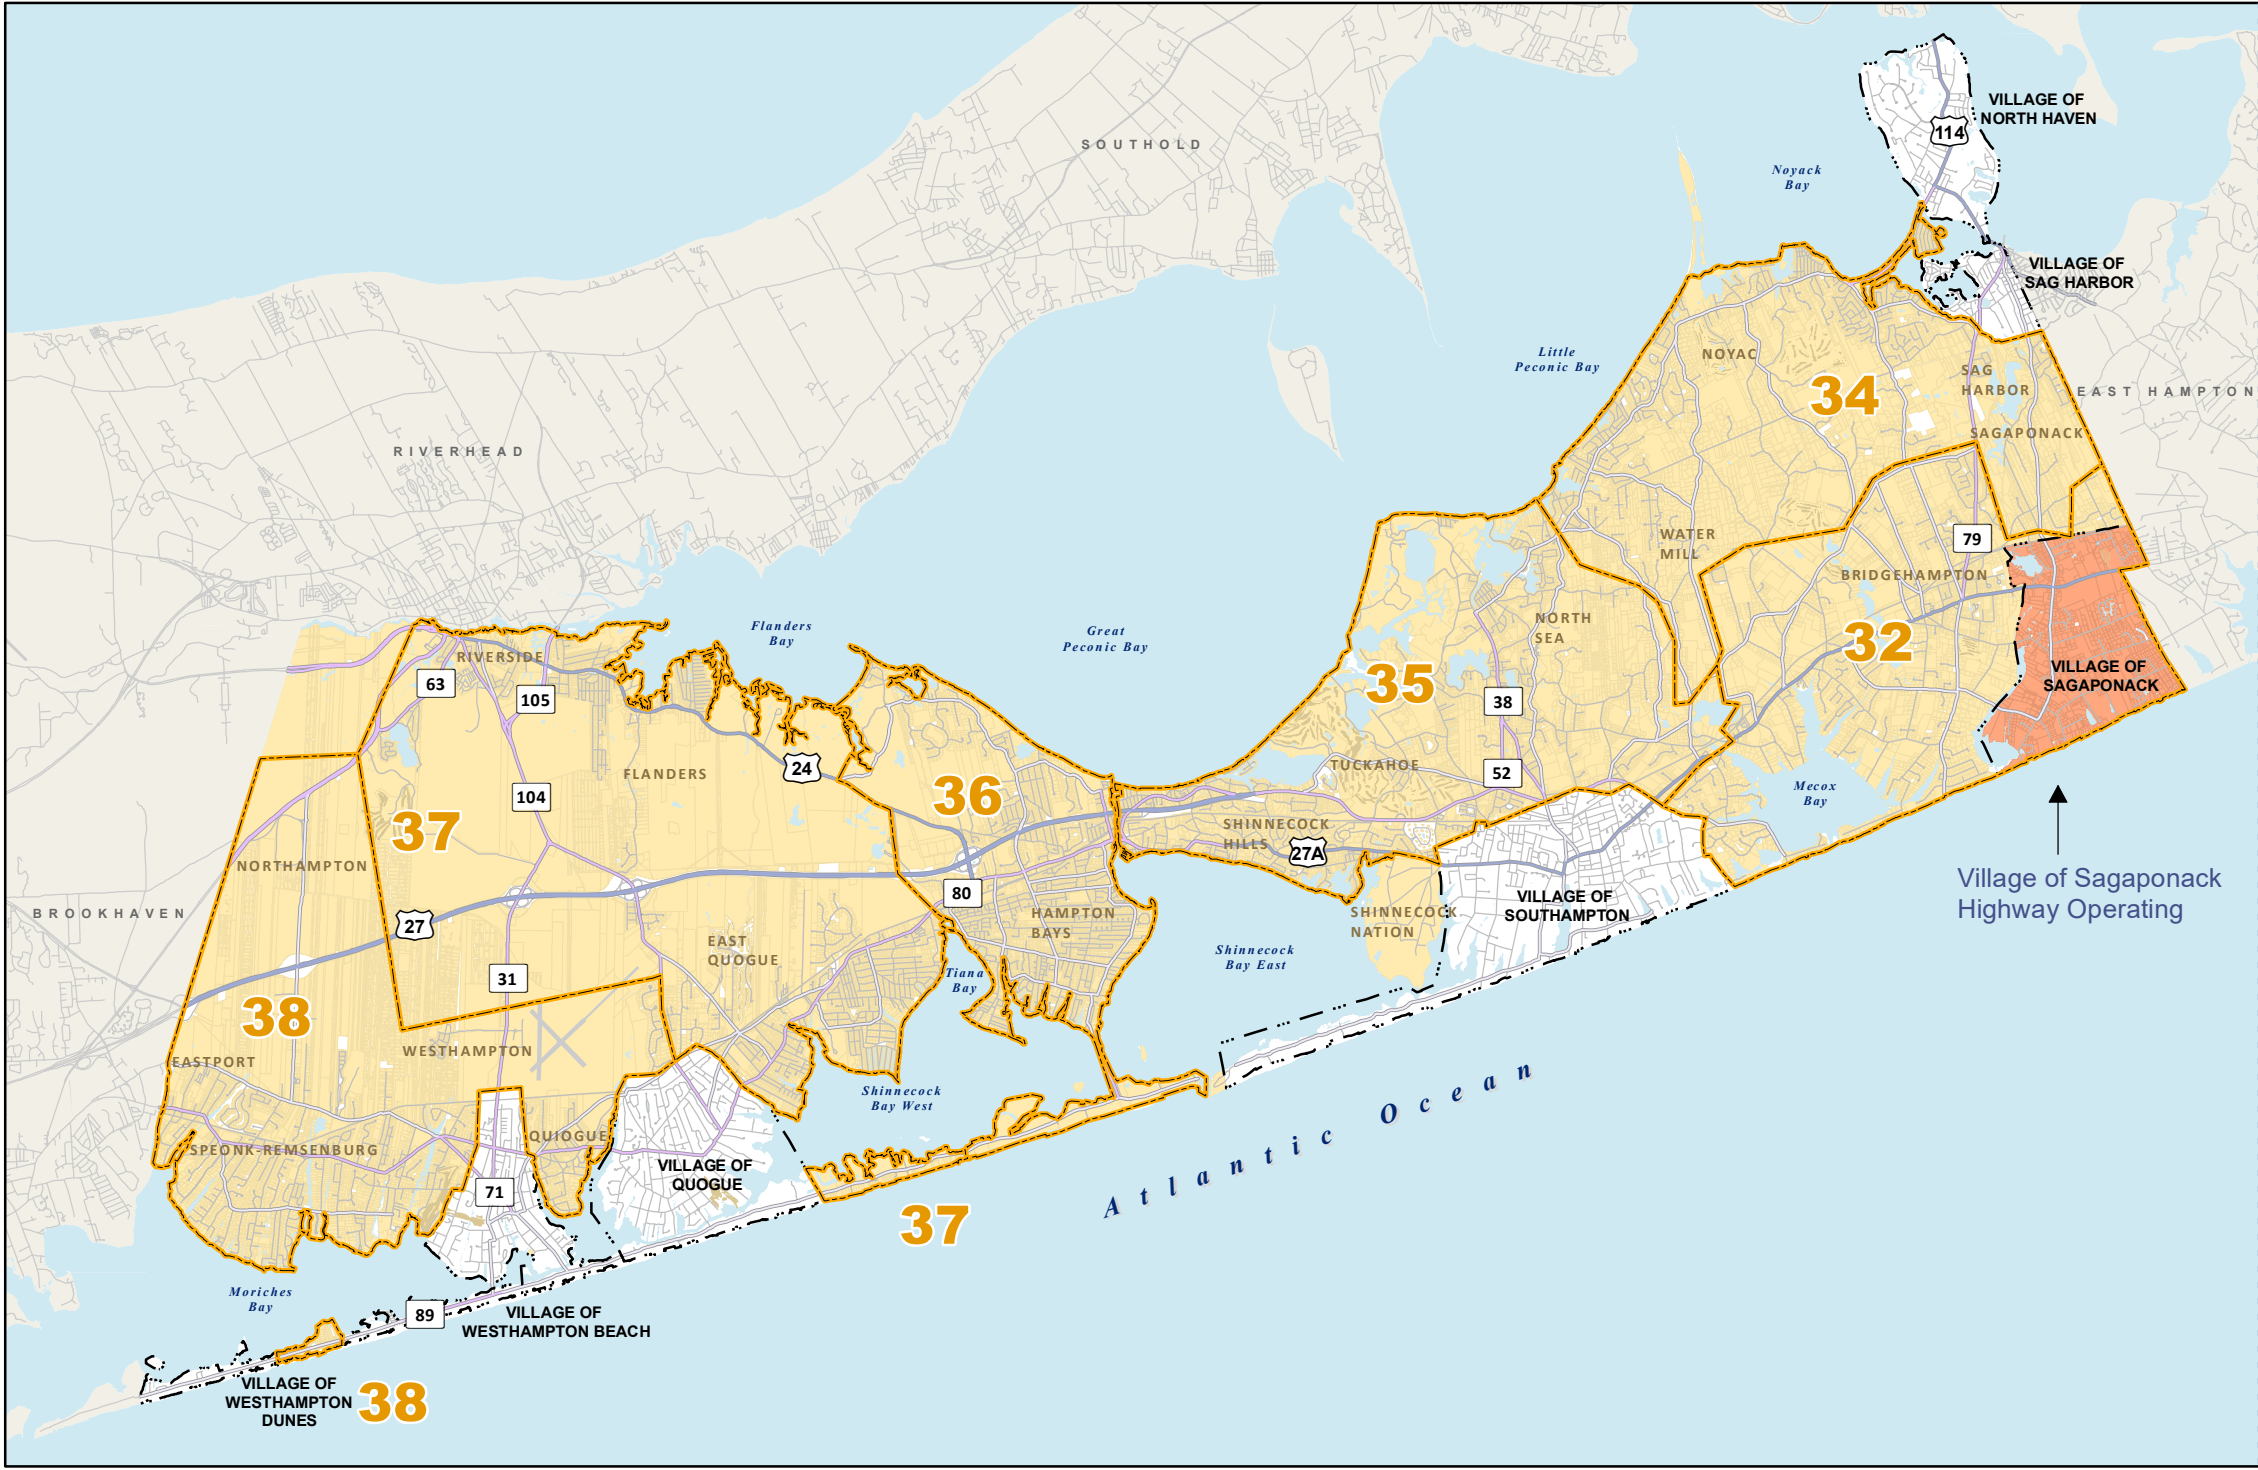 VILLAGE OF
NORTH HAVEN
114
SOUTHOLD
Noyack
Bay
VILLAGE OF
SAG HARBOR
Little
Peconic Bay
NOYAC
34
SAG
HARBOR
EAST HAMPTON
SAGAPONACK
RIVERHEAD
WATER
MILL
79
BRIDGEHAMPTON
Flanders
Bay
Great
Peconic Bay
NORTH
SEA
32
RIVERSIDE
63
105
35
38
VILLAGE OF
SAGAPONACK
FLANDERS
24
TUCKAHOE
52
Mecox
Bay
104
36
37
SHINNECOCK
HILLS
27A
NORTHAMPTON
80
VILLAGE OF
SOUTHAMPTON
Village of Sagaponack
Highway Operating
BROOKHAVEN
27
HAMPTON
BAYS
SHINNECOCK
NATION
EAST
QUOGUE
Shinnecock
Bay East
31
Tiana
Bay
38
EASTPORT
WESTHAMPTON
Shinnecock
Bay West
Atlantic Ocean
SPEONK-REMSENBURG
QUIOGUE
VILLAGE OF
QUOGUE
71
37
Moriches
Bay
89
VILLAGE OF
WESTHAMPTON BEACH
VILLAGE OF
WESTHAMPTON
DUNES
38